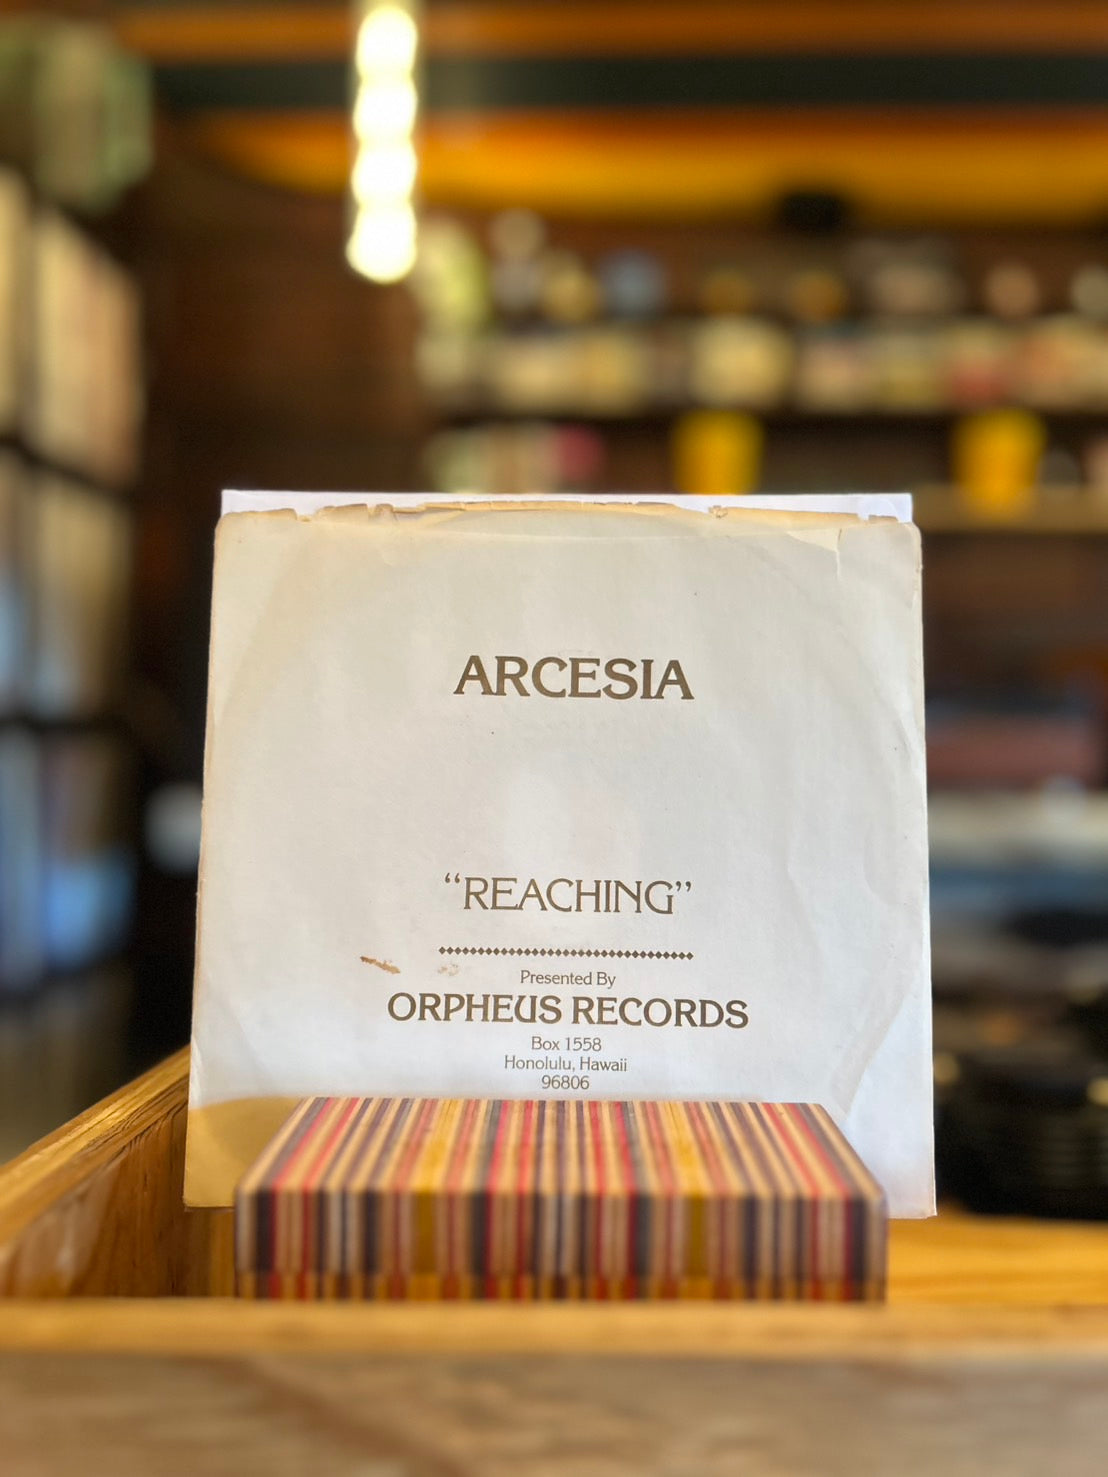 ARCESIA
“REACHING”
Presented By
ORPHEUS RECORDS
Box 1558
Honolulu, Hawaii
96806